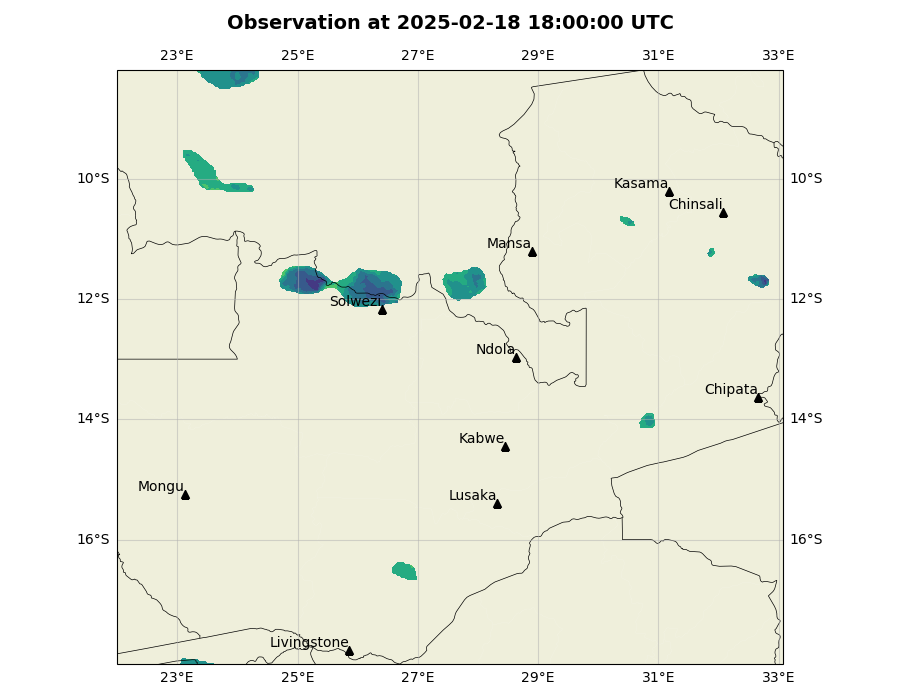 Observation at 2025-02-18 18:00:00 UTC
23°E 25°E 27°E 29°E 31°E 33°E
10°S 10°S
Kasama
Chinsali
Mansa
12°S 12°S
Solwezi
Ndola
Chipata
14°S 14°S
Kabwe
Mongu
Lusaka
16°S 16°S
Livingstone
23°E 25°E 27°E 29°E 31°E 33°E